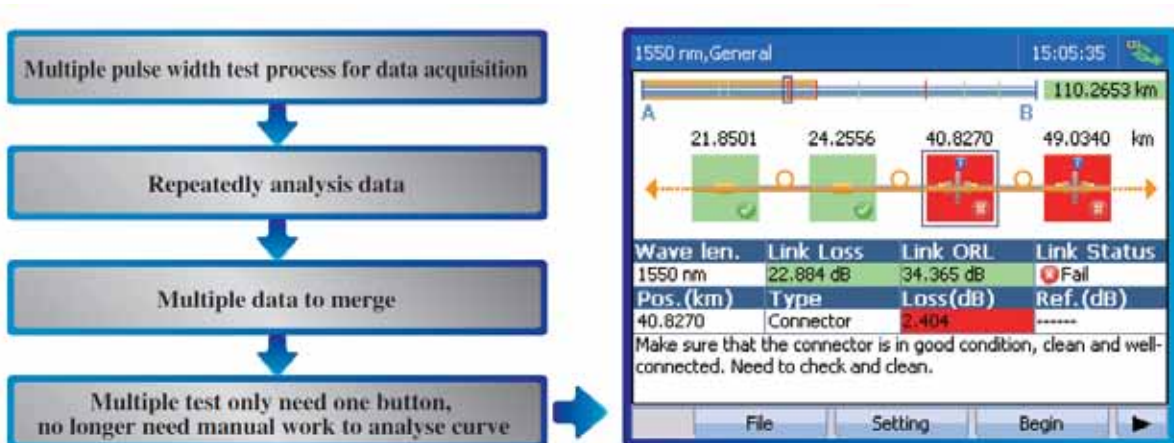 Multiple pulse width test process for data acquisition
Repeatedly analysis data
Multiple data to merge
Multiple test only need one button,
no longer need manual work to analyse curve
1550 nm,General 15:05:35
110.2653 km
A B
21.8501 24.2556 40.8270 49.0340 km
Wave len. Link Loss Link ORL Link Status
1550 nm 22.884 dB 34.365 dB Fail
Pos.(km) Type Loss(dB) Ref.(dB)
40.8270 Connector 2.404 ------
Make sure that the connector is in good condition, clean and well-
connected. Need to check and clean.
File Setting Begin